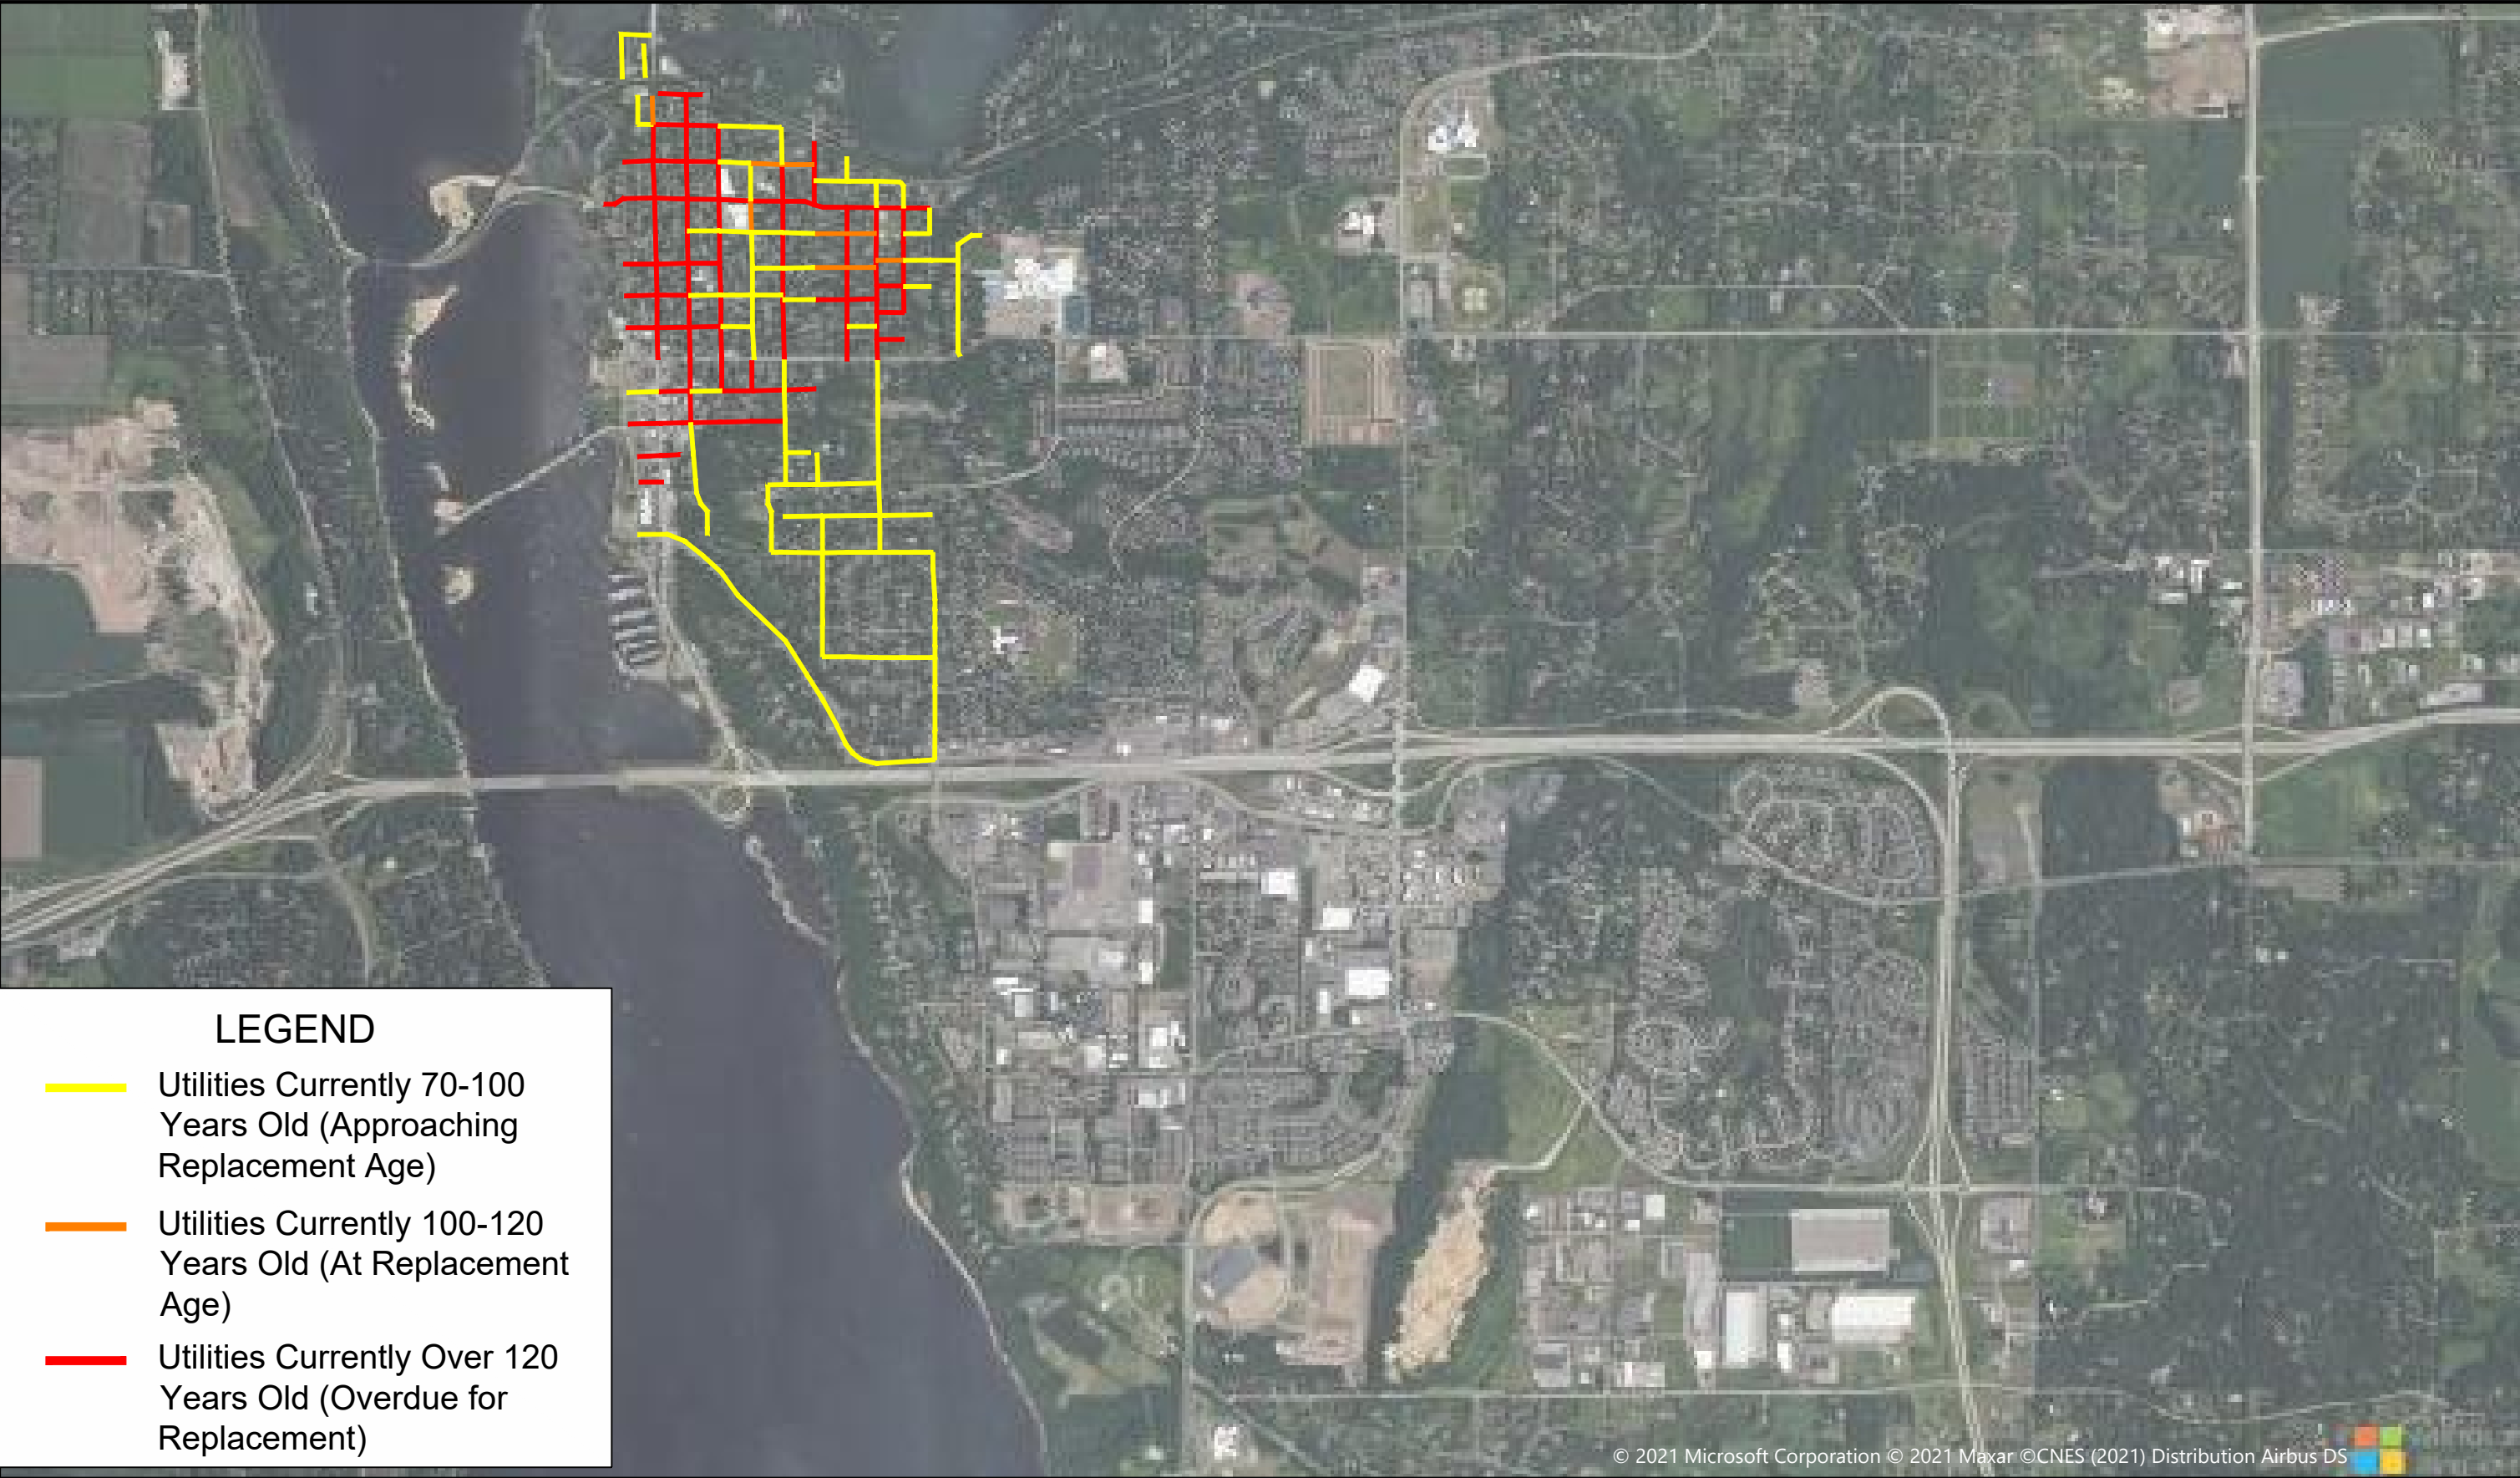 LEGEND
Utilities Currently 70-100
Years Old (Approaching
Replacement Age)
Utilities Currently 100-120
Years Old (At Replacement
Age)
Utilities Currently Over 120
Years Old (Overdue for
Replacement)
© 2021 Microsoft Corporation © 2021 Maxar ©CNES (2021) Distribution Airbus DS